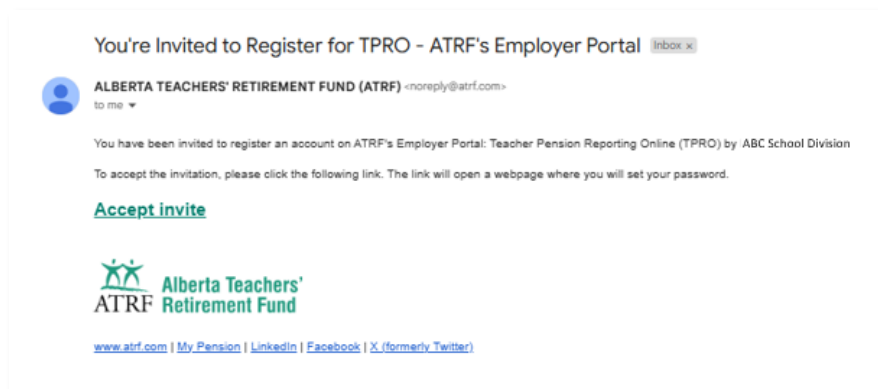 You're Invited to Register for TPRO - ATRF's Employer Portal Inbox x
ALBERTA TEACHERS' RETIREMENT FUND (ATRF) <noreply@atrf.com>
to me
You have been invited to register an account on ATRF's Employer Portal: Teacher Pension Reporting Online (TPRO) by ABC School Division
To accept the invitation, please click the following link. The link will open a webpage where you will set your password.
Accept invite
Alberta Teachers'
ATRF Retirement Fund
www.atrf.com | My Pension | LinkedIn | Facebook | X (formerly Twitter)